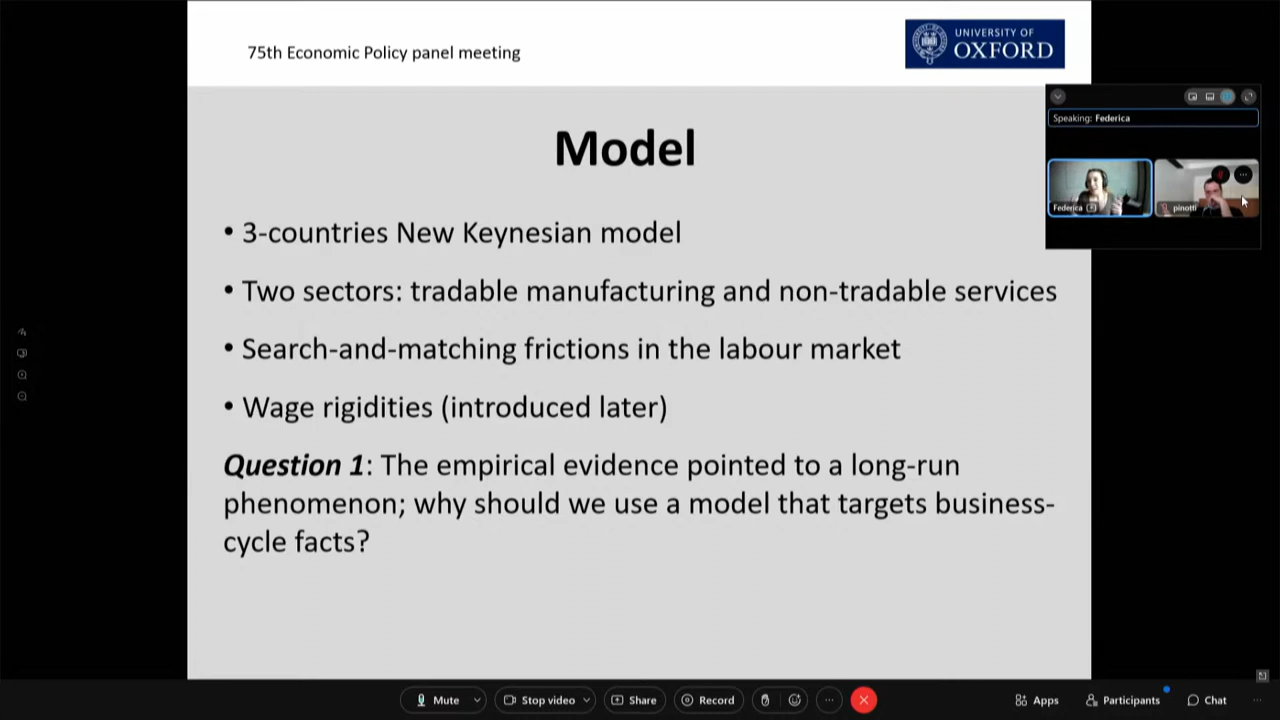 75th Economic Policy panel meeting
UNIVERSITY OF
OXFORD
Speaking: Federica
Federica
pinotti
Model
• 3-countries New Keynesian model
• Two sectors: tradable manufacturing and non-tradable services
• Search-and-matching frictions in the labour market
• Wage rigidities (introduced later)
Question 1: The empirical evidence pointed to a long-run
phenomenon; why should we use a model that targets business-
cycle facts?
Mute
Stop video
Share
Record
Apps
Participants
Chat